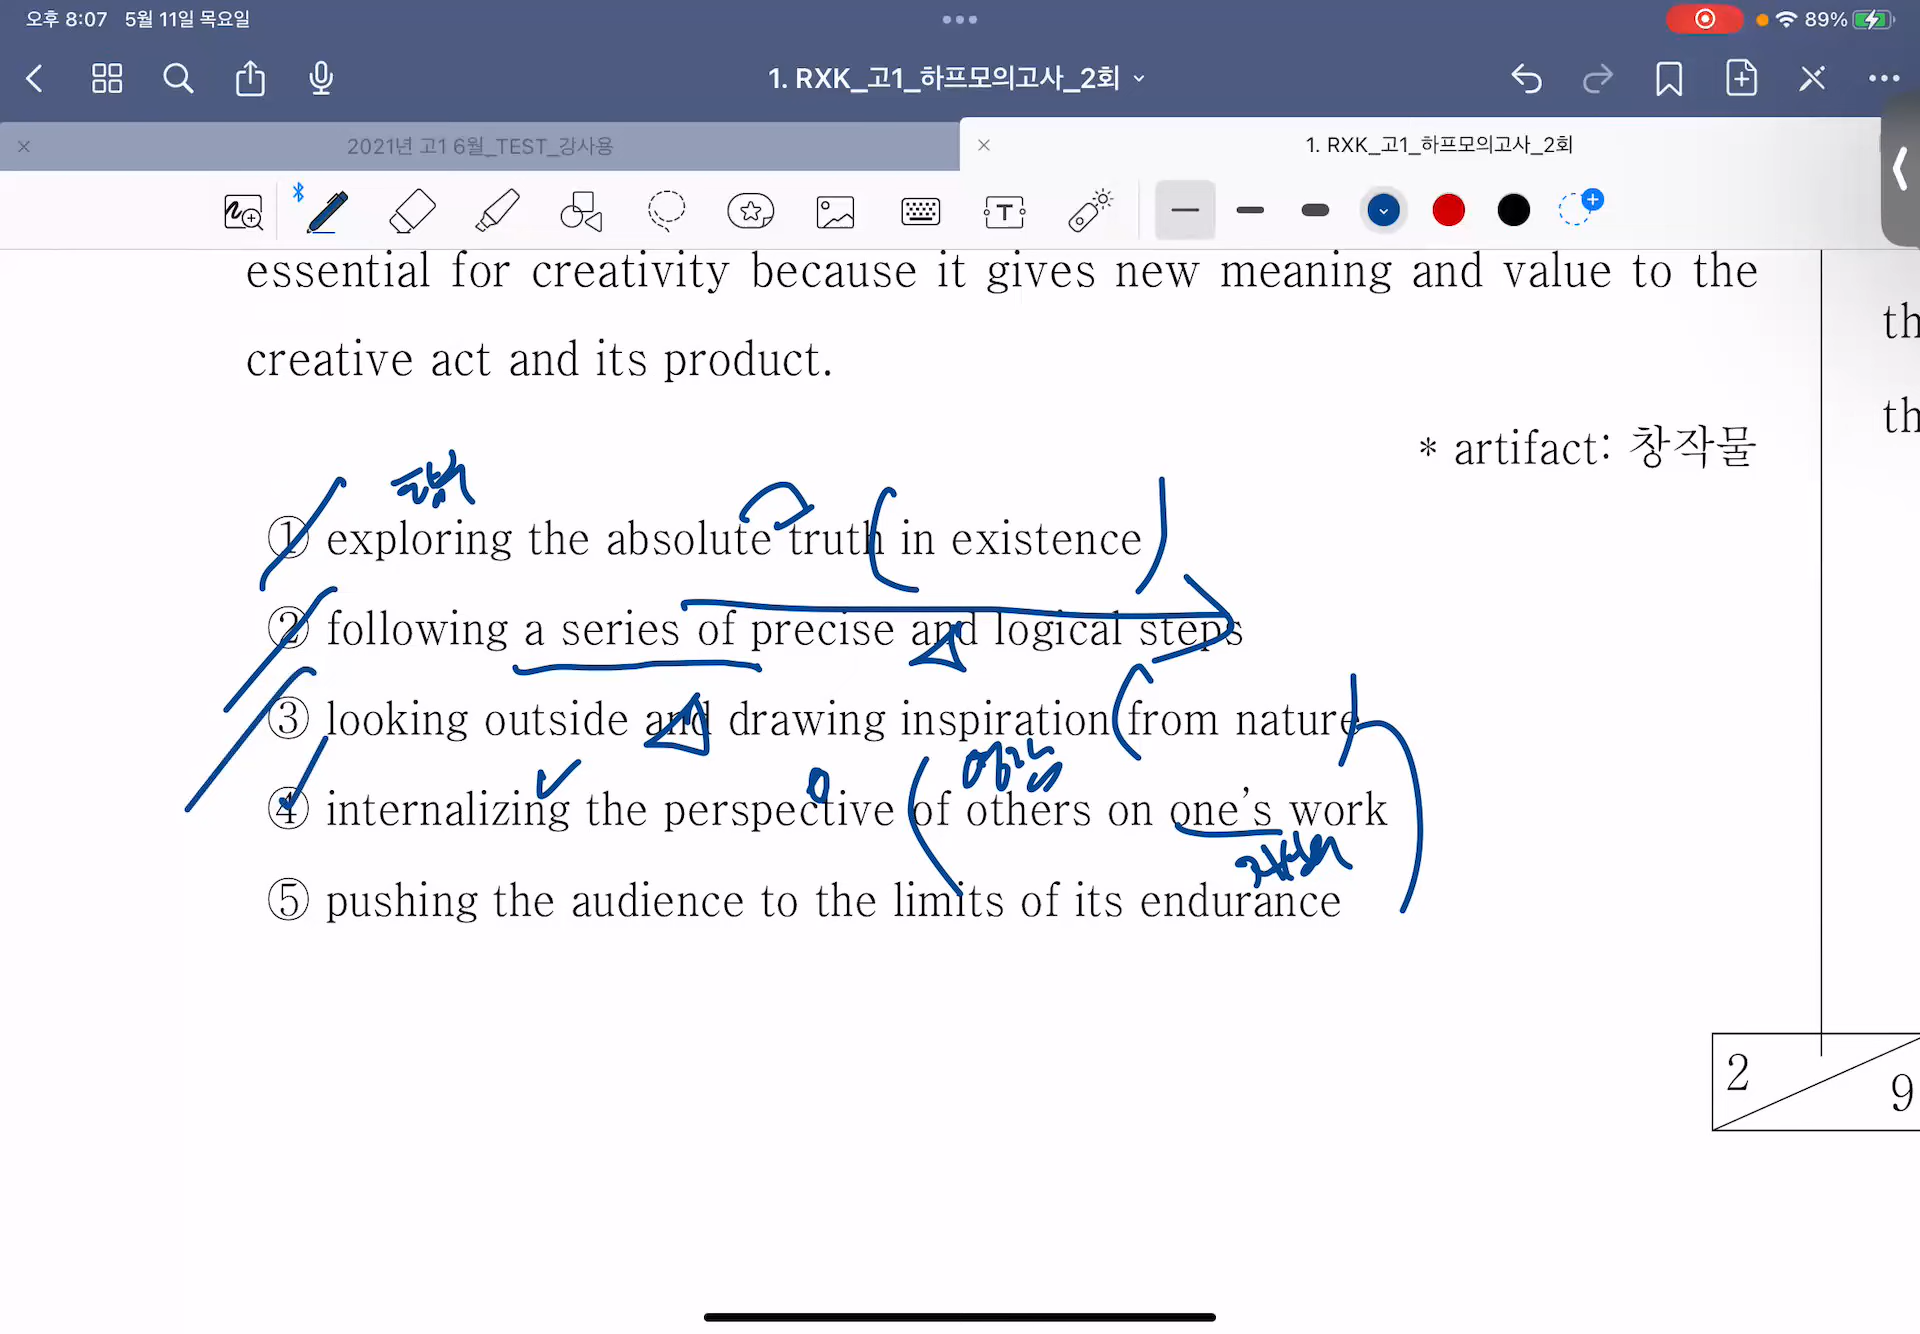 오후 8:07 5월 11일 목요일
89%
1. RXK_고1_하프모의고사_2회
2021년 고1 6월_TEST_강사용
1. RXK_고1_하프모의고사_2회
essential for creativity because it gives new meaning and value to the
creative act and its product.
* artifact: 창작물
① exploring the absolute truth in existence
② following a series of precise and logical steps
③ looking outside and drawing inspiration from nature
④ internalizing the perspective of others on one's work
⑤ pushing the audience to the limits of its endurance
th
th
2
9